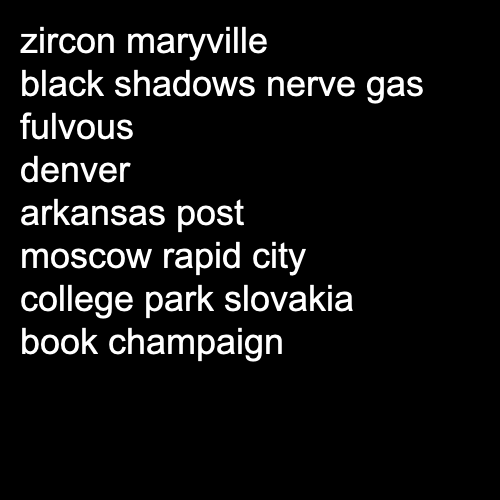 zircon maryville
black shadows nerve gas
fulvous
denver
arkansas post
moscow rapid city
college park slovakia
book champaign